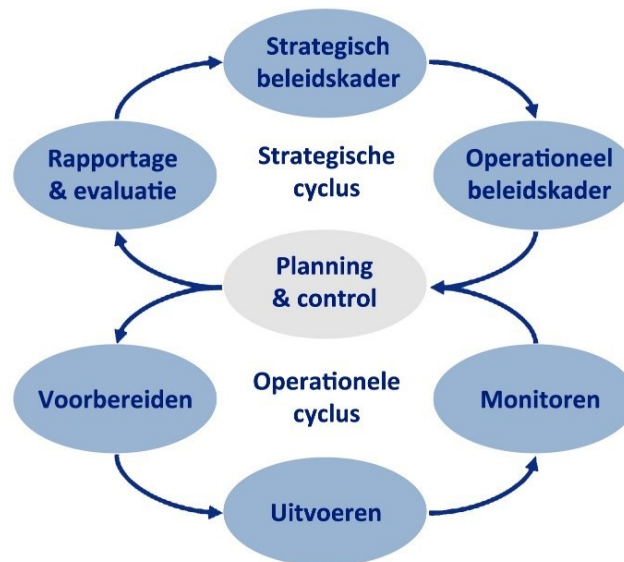 Strategisch
beleidskader
Rapportage
& evaluatie
Strategische
cyclus
Operationeel
beleidskader
Planning
& control
Voorbereiden
Operationele
cyclus
Monitoren
Uitvoeren